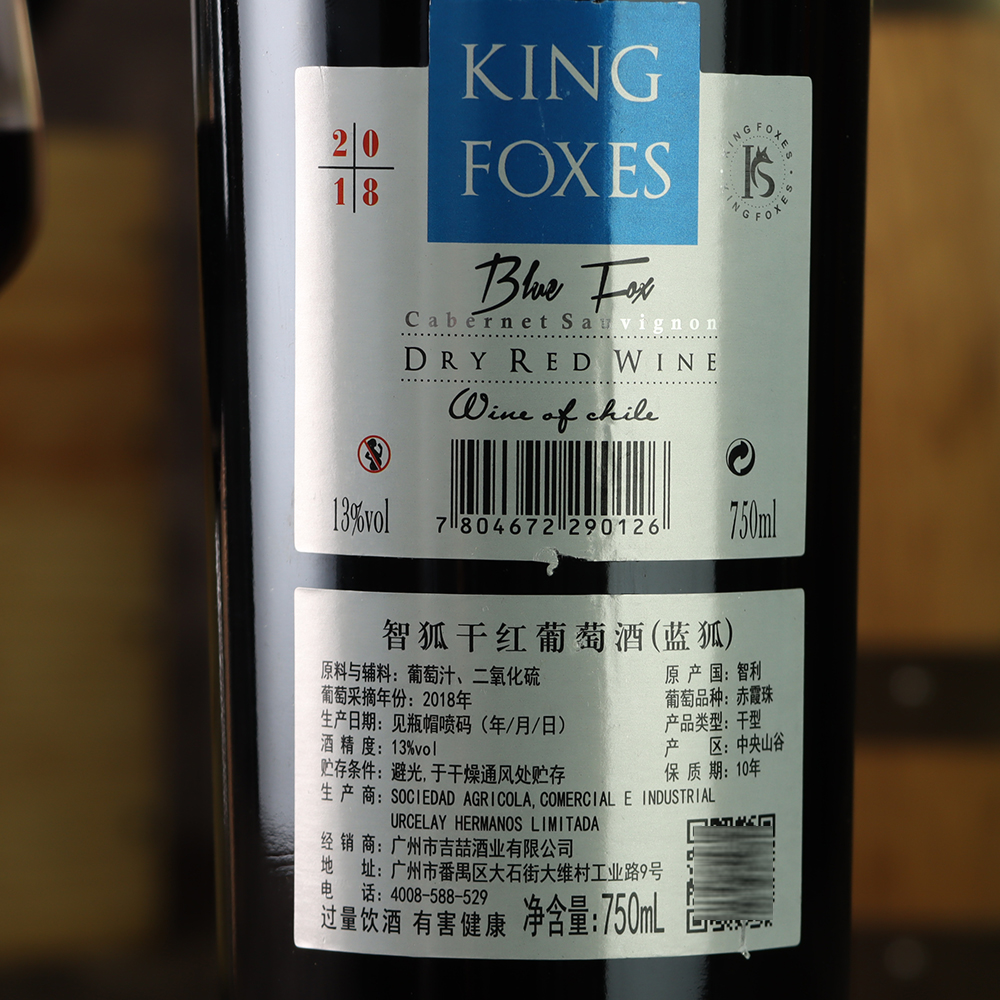 KING
FOXES
20
18
KING FOXES
KS
KING FOXES
Blue Fox
Cabernet Sauvignon
DRY RED WINE
Wine of chile
13%vol
7 804672 290126
750ml
智狐干红葡萄酒(蓝狐)
原料与辅料：葡萄汁、二氧化硫
原产国：智利
葡萄采摘年份：2018年
葡萄品种：赤霞珠
生产日期：见瓶帽喷码（年/月/日）
产品类型：干型
酒精度：13%vol
产区：中央山谷
贮存条件：避光,于干燥通风处贮存
保质期：10年
生产商：SOCIEDAD AGRICOLA,COMERCIAL E INDUSTRIAL
URCELAY HERMANOS LIMITADA
经销商：广州市吉喆酒业有限公司
地址：广州市番禺区大石街大维村工业路9号
电话：4008-588-529
过量饮酒 有害健康
净含量:750mL